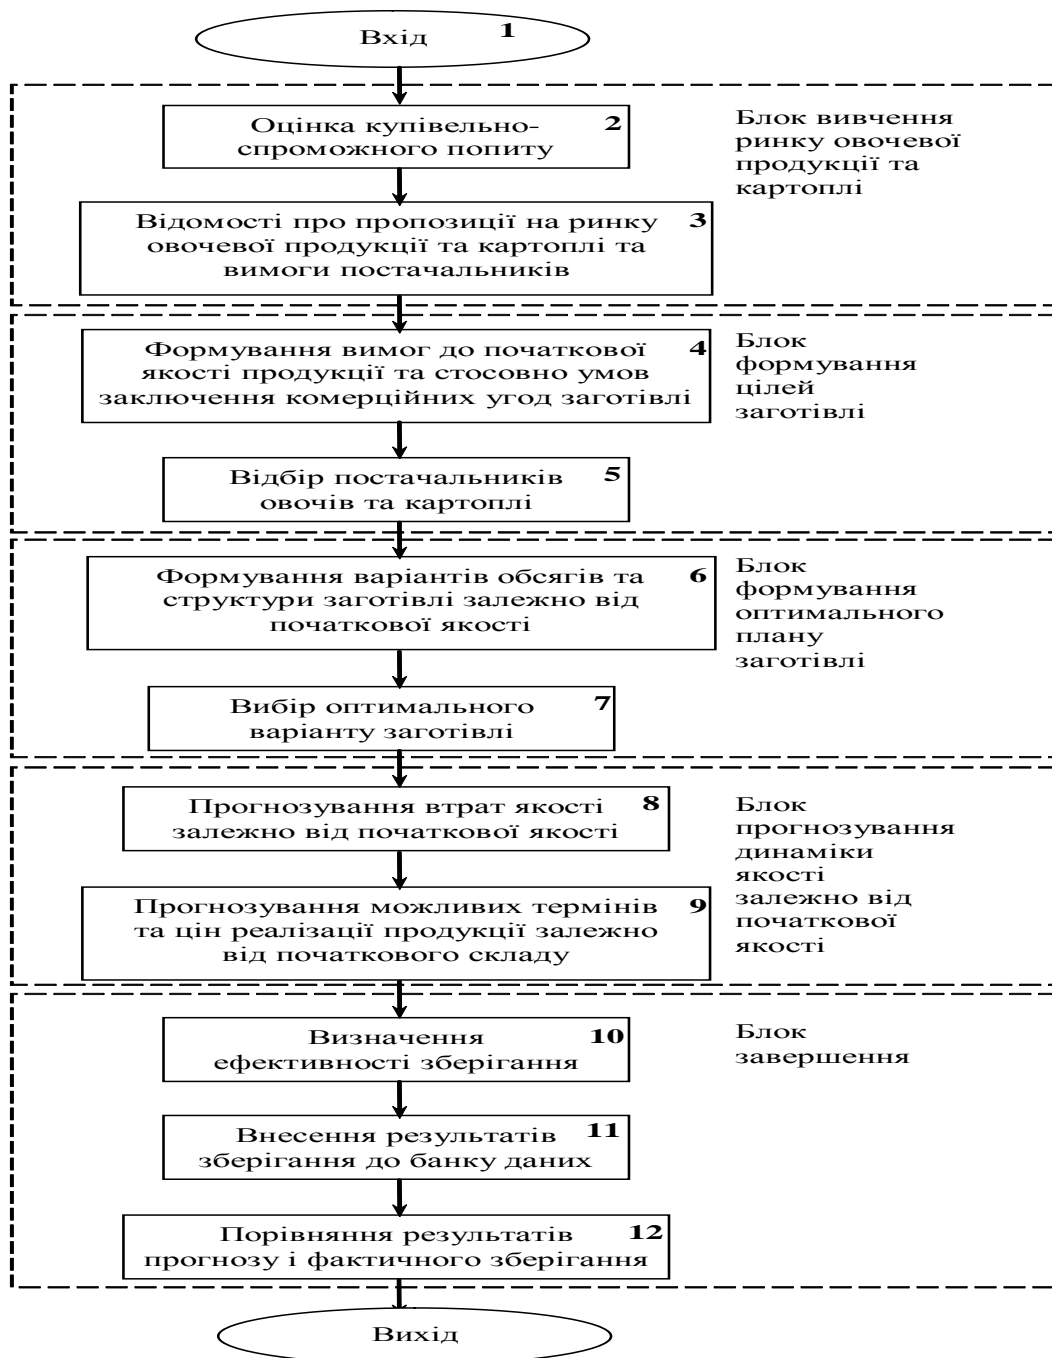 Вхід 1
Оцінка купівельно- 2
спроможного попиту
Блок вивчення
ринку овочевої
продукції та
картоплі
Відомості про пропозиції на ринку 3
овочевої продукції та картоплі та
вимоги постачальників
Формування вимог до початкової 4
якості продукції та стосовно умов
заключення комерційних угод заготівлі
Блок
формування
цілей
заготівлі
Відбір постачальників 5
овочів та картоплі
Формування варіантів обсягів та 6
структури заготівлі залежно від
початкової якості
Блок
формування
оптимального
плану
заготівлі
Вибір оптимального 7
варіанту заготівлі
Прогнозування втрат якості 8
залежно від початкової якості
Блок
прогнозування
динаміки
якості
залежно від
початкової
якості
Прогнозування можливих термінів 9
та цін реалізації продукції залежно
від початкового складу
Визначення 10
ефективності зберігання
Блок
завершення
Внесення результатів 11
зберігання до банку даних
Порівняння результатів 12
прогнозу і фактичного зберігання
Вихід